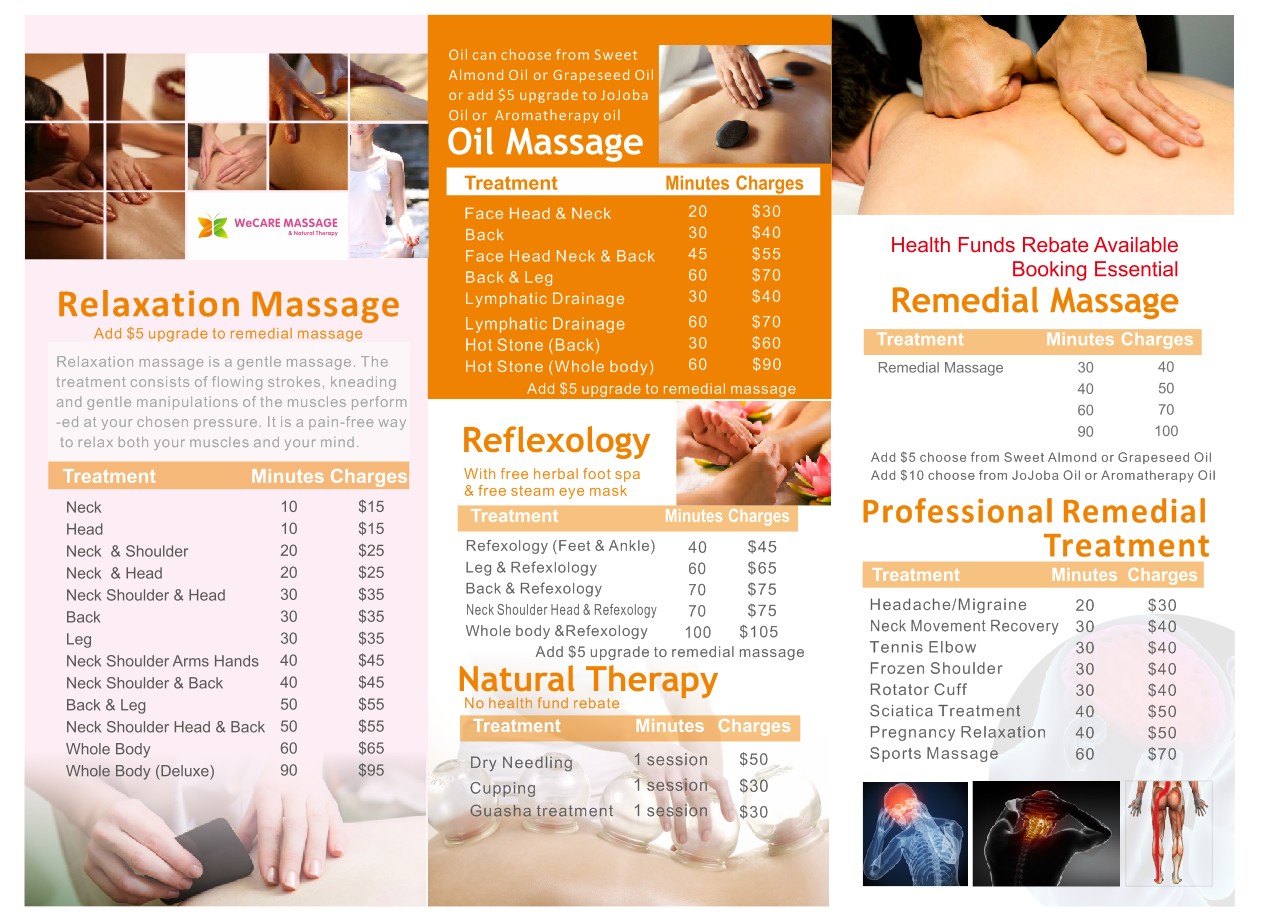 WeCARE MASSAGE
& Natural Therapy
Relaxation Massage
Add $5 upgrade to remedial massage
Relaxation massage is a gentle massage. The
treatment consists of flowing strokes, kneading
and gentle manipulations of the muscles perform
-ed at your chosen pressure. It is a pain-free way
to relax both your muscles and your mind.
Treatment Minutes Charges
Neck 10 $15
Head 10 $15
Neck & Shoulder 20 $25
Neck & Head 20 $25
Neck Shoulder & Head 30 $35
Back 30 $35
Leg 30 $35
Neck Shoulder Arms Hands 40 $45
Neck Shoulder & Back 40 $45
Back & Leg 50 $55
Neck Shoulder Head & Back 50 $55
Whole Body 60 $65
Whole Body (Deluxe) 90 $95
Oil can choose from Sweet
Almond Oil or Grapeseed Oil
or add $5 upgrade to JoJoba
Oil or Aromatherapy oil
Oil Massage
Treatment Minutes Charges
Face Head & Neck 20 $30
Back 30 $40
Face Head Neck & Back 45 $55
Back & Leg 60 $70
Lymphatic Drainage 30 $40
Lymphatic Drainage 60 $70
Hot Stone (Back) 30 $60
Hot Stone (Whole body) 60 $90
Add $5 upgrade to remedial massage
Reflexology
With free herbal foot spa
& free steam eye mask
Treatment Minutes Charges
Refexology (Feet & Ankle) 40 $45
Leg & Refexlology 60 $65
Back & Refexology 70 $75
Neck Shoulder Head & Refexology 70 $75
Whole body &Refexology 100 $105
Add $5 upgrade to remedial massage
Natural Therapy
No health fund rebate
Treatment Minutes Charges
Dry Needling 1 session $50
Cupping 1 session $30
Guasha treatment 1 session $30
Health Funds Rebate Available
Booking Essential
Remedial Massage
Treatment Minutes Charges
Remedial Massage 30 40
40 50
60 70
90 100
Add $5 choose from Sweet Almond or Grapeseed Oil
Add $10 choose from JoJoba Oil or Aromatherapy Oil
Professional Remedial
Treatment
Treatment Minutes Charges
Headache/Migraine 20 $30
Neck Movement Recovery 30 $40
Tennis Elbow 30 $40
Frozen Shoulder 30 $40
Rotator Cuff 30 $40
Sciatica Treatment 40 $50
Pregnancy Relaxation 40 $50
Sports Massage 60 $70